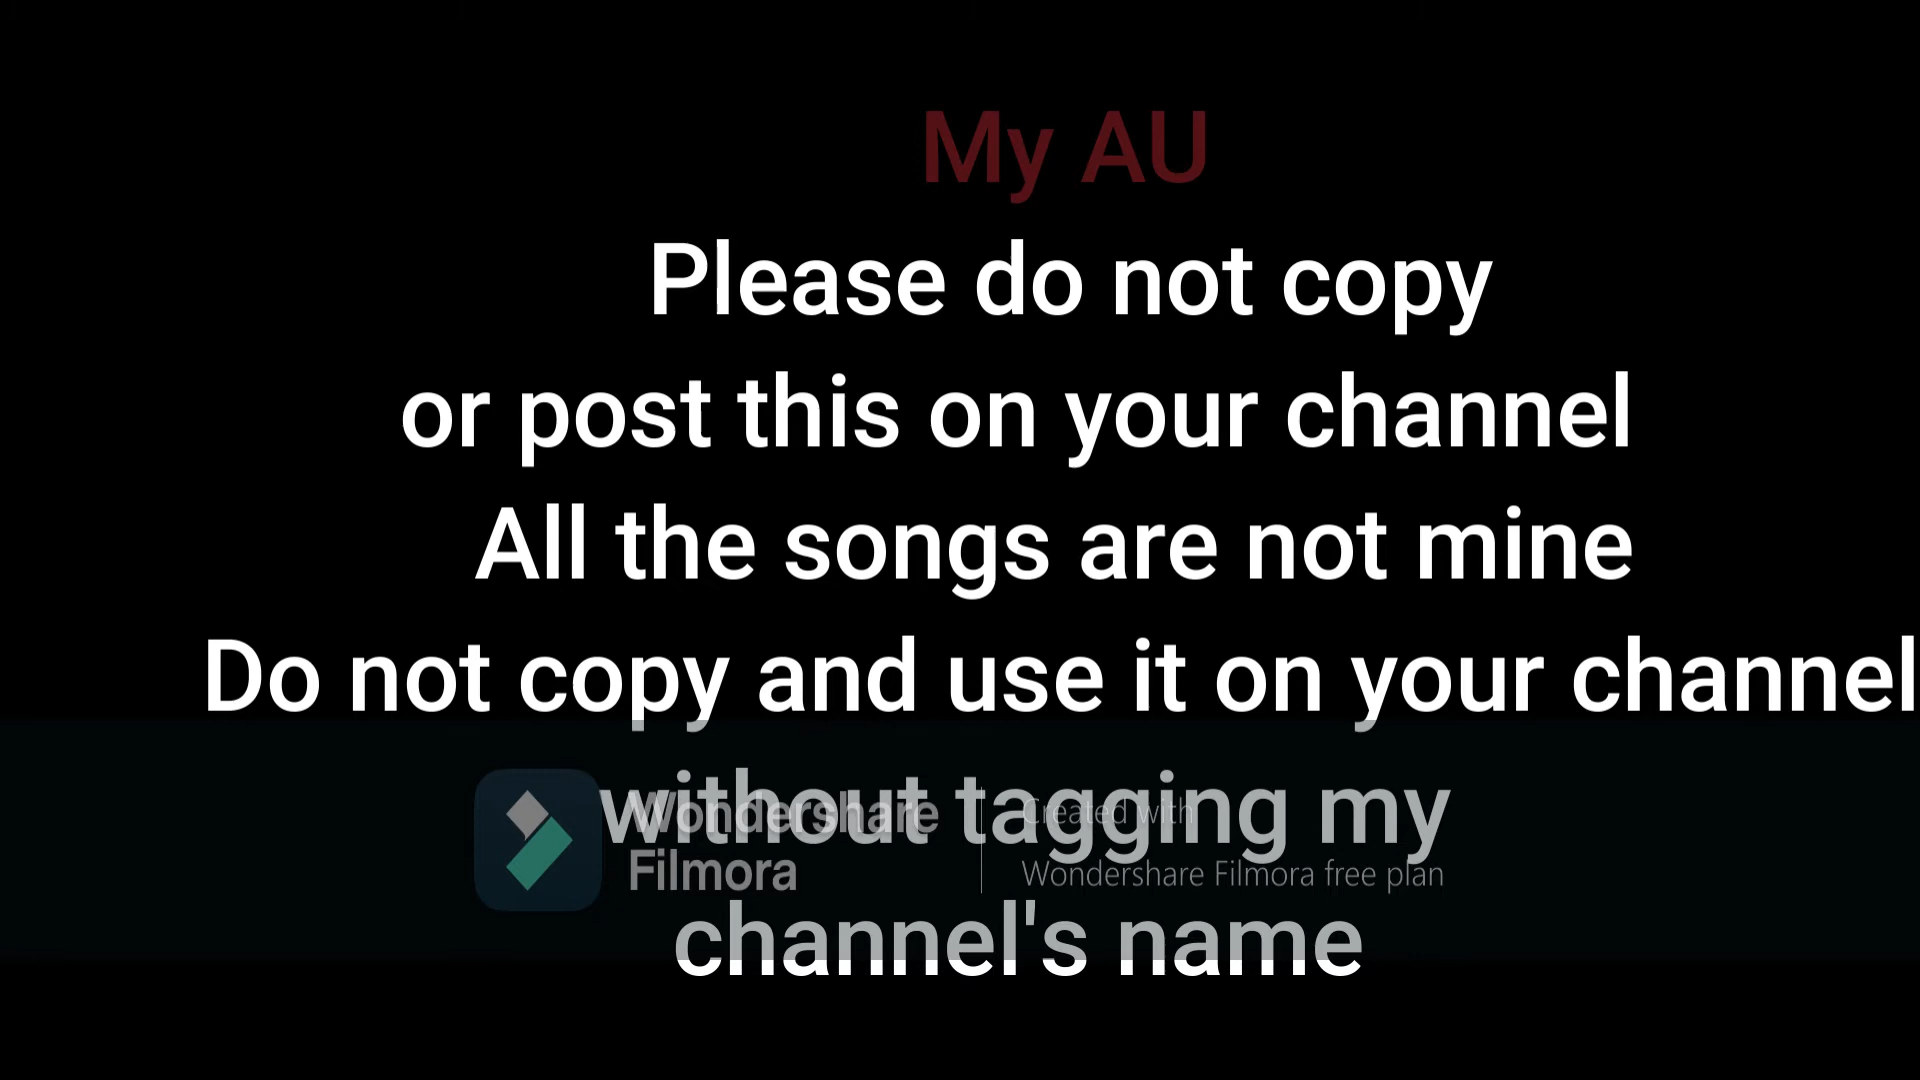 My AU
Please do not copy
or post this on your channel
All the songs are not mine
Do not copy and use it on your channel
without tagging my
channel's name
Wondershare
Filmora
Created with
Wondershare Filmora free plan